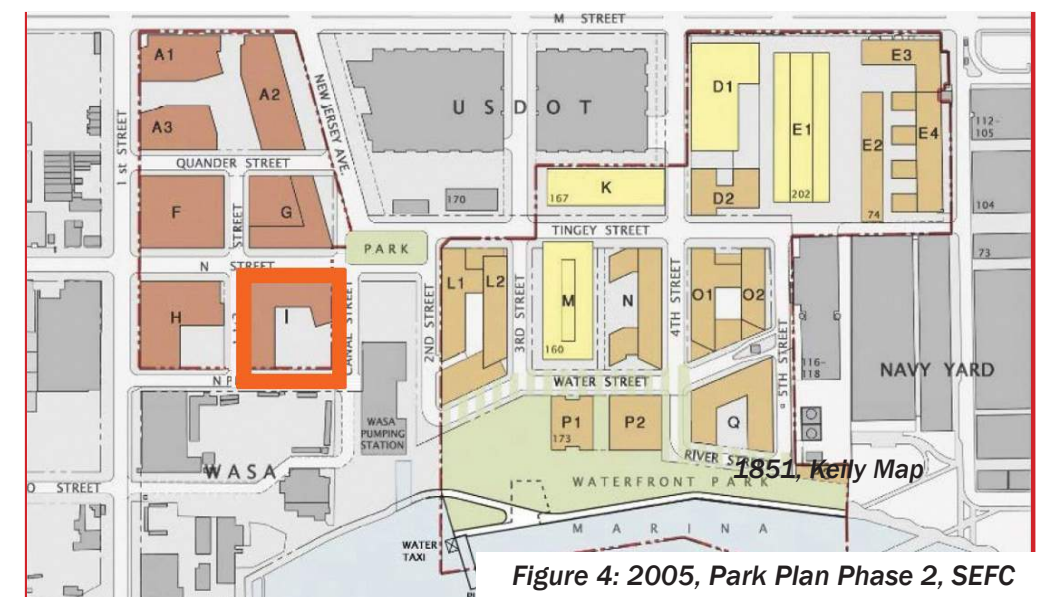 M STREET
A1
A2
A3
1 st STREET
NEW JERSEY AVE.
USDOT
D1
E1
E2
E3
E4
112-
105
QUANDER STREET
170
167
K
D2
202
74
104
F
G
STREET
PARK
TINGEY STREET
73
N STREET
H
I
CANAL STREET
2ND STREET
L1
L2
3RD STREET
M
160
N
4TH STREET
O1
O2
5TH STREET
116-
118
NAVY YARD
N P
WATER STREET
WASA
PUMPING
STATION
WASA
P1
173
P2
Q
RIVER STREET
1851, Kelly Map
O STREET
WATERFRONT PARK
MARINA
WATER
TAXI
Figure 4: 2005, Park Plan Phase 2, SEFC